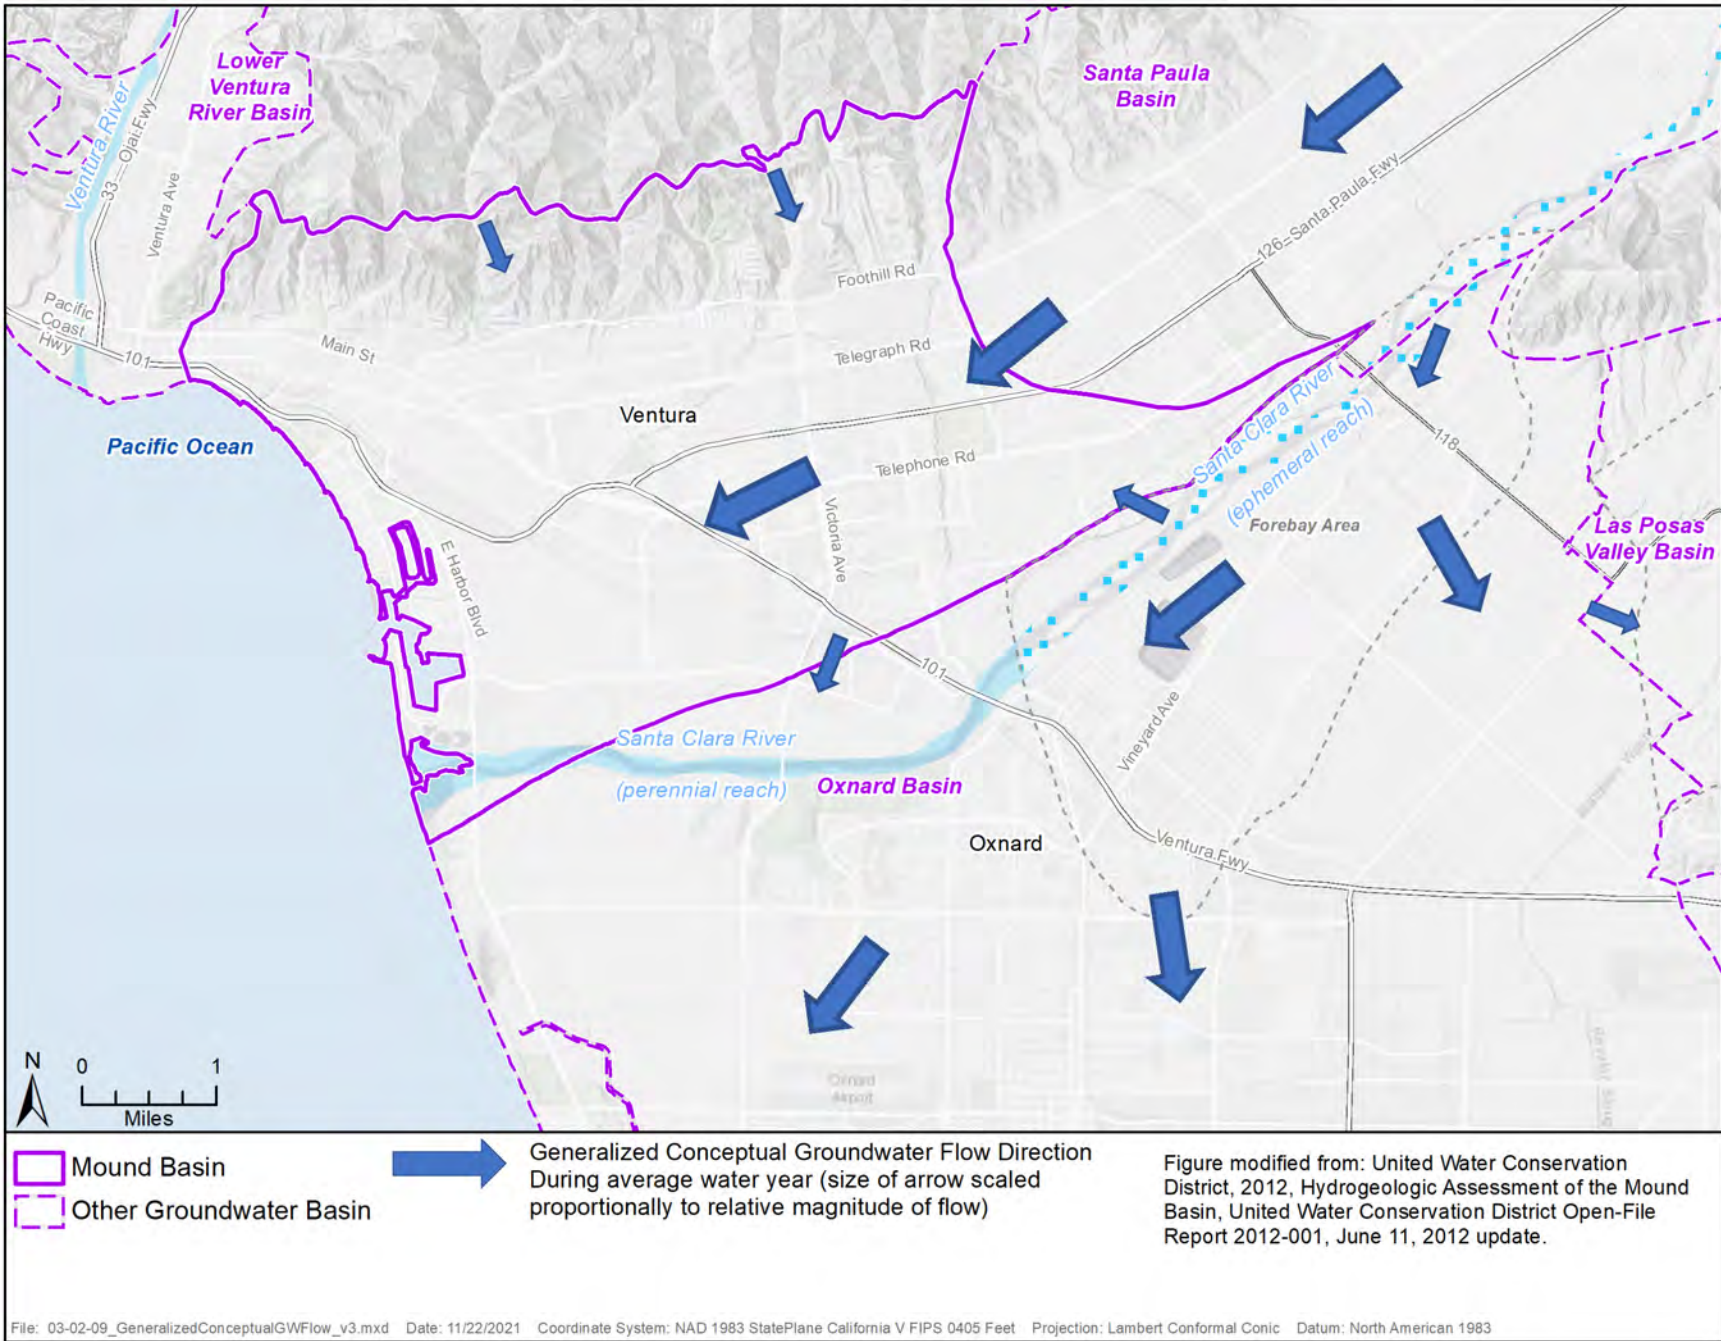 Lower
Ventura
River Basin
Santa Paula
Basin
Ventura River
33
Ojai Fwy
Ventura Ave
126
Santa Paula Fwy
Foothill Rd
Pacific
Coast
Hwy
101
Main St
Telegraph Rd
Ventura
Pacific Ocean
Telephone Rd
Santa Clara River
(ephemeral reach)
118
Victoria Ave
Forebay Area
Las Posas
Valley Basin
E Harbor Blvd
101
Vineyard Ave
Santa Clara River
(perennial reach)
Oxnard Basin
Oxnard
Ventura Fwy
Oxnard
Airport
N
0 1
Miles
Mound Basin
Other Groundwater Basin
Generalized Conceptual Groundwater Flow Direction
During average water year (size of arrow scaled
proportionally to relative magnitude of flow)
Figure modified from: United Water Conservation
District, 2012, Hydrogeologic Assessment of the Mound
Basin, United Water Conservation District Open-File
Report 2012-001, June 11, 2012 update.
File: 03-02-09_GeneralizedConceptualGWFlow_v3.mxd Date: 11/22/2021 Coordinate System: NAD 1983 StatePlane California V FIPS 0405 Feet Projection: Lambert Conformal Conic Datum: North American 1983